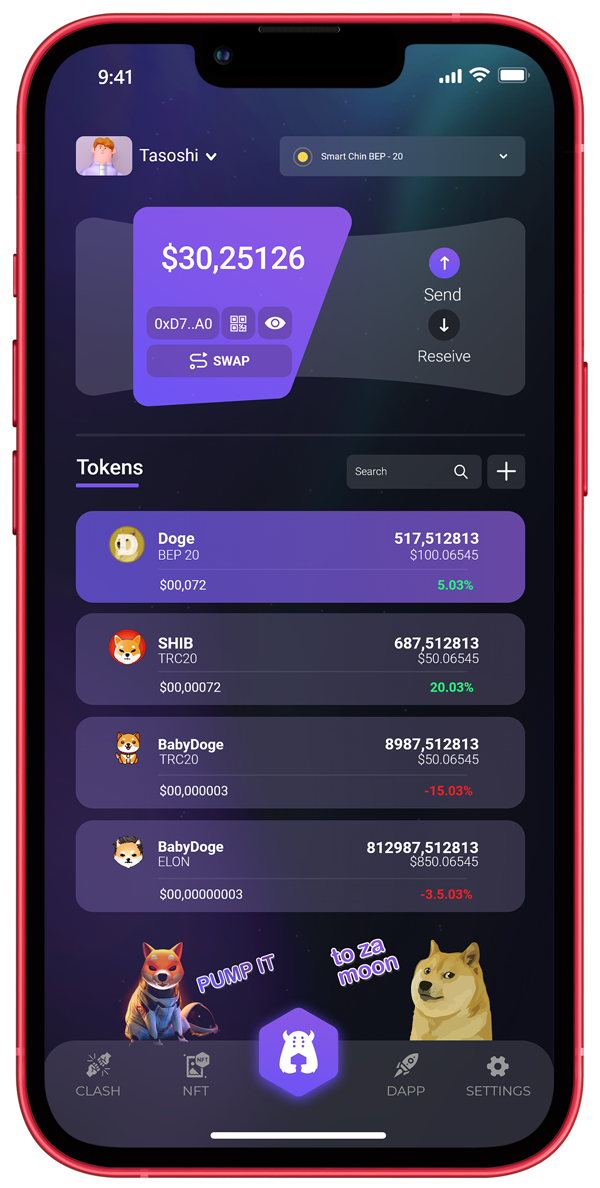 9:41
Tasoshi
Smart Chin BEP - 20
$30,25126
0xD7..A0
SWAP
Send
Reseive
Tokens
Search
Doge
517,512813
BEP 20
$100.06545
$00,072
5.03%
SHIB
687,512813
TRC20
$50.06545
$00,00072
20.03%
BabyDoge
8987,512813
TRC20
$50.06545
$00,000003
-15.03%
BabyDoge
812987,512813
ELON
$850.06545
$00,00000003
-3.5.03%
PUMP IT
to za
moon
CLASH
NFT
NFT
DAPP
SETTINGS